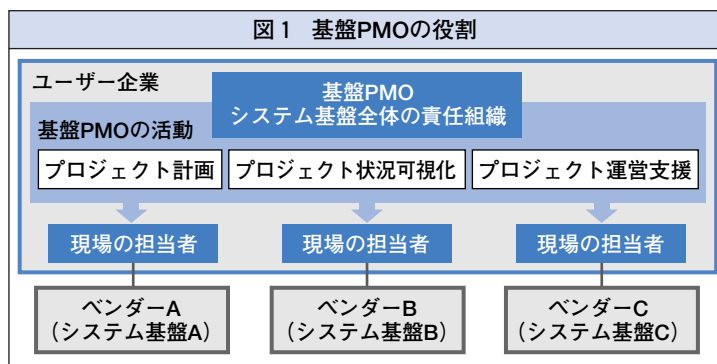 図1 基盤PMOの役割
ユーザー企業
基盤PMO
システム基盤全体の責任組織
基盤PMOの活動
プロジェクト計画
プロジェクト状況可視化
プロジェクト運営支援
現場の担当者
現場の担当者
現場の担当者
ベンダーA
(システム基盤A)
ベンダーB
(システム基盤B)
ベンダーC
(システム基盤C)